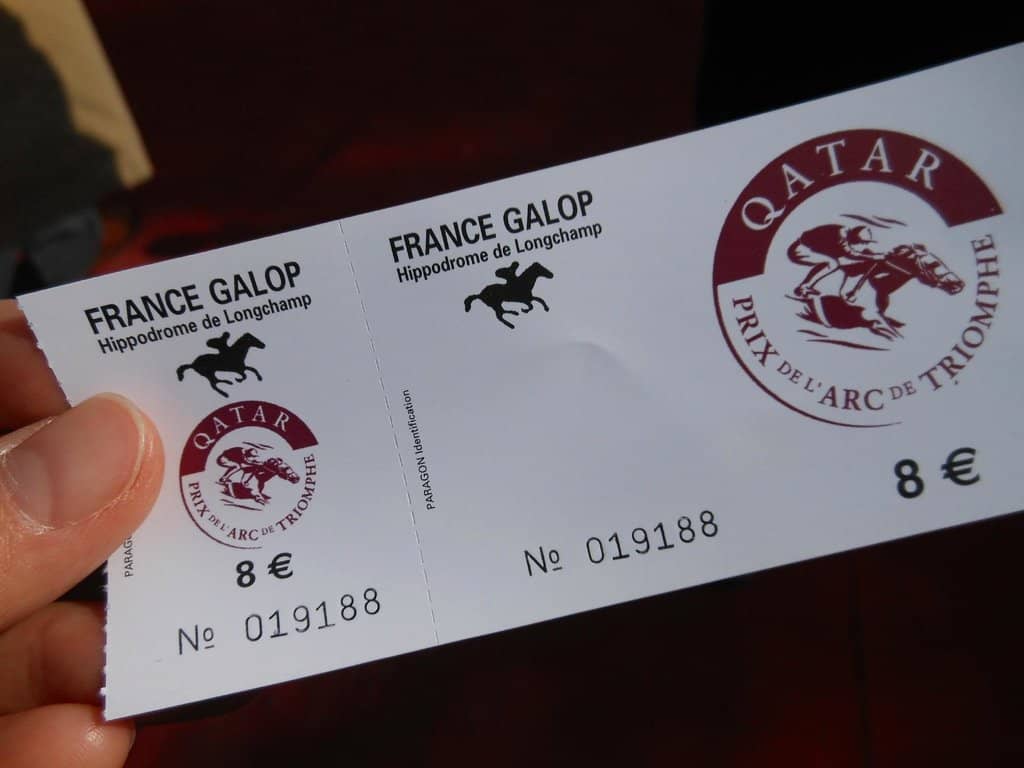 FRANCE GALOP
Hippodrome de Longchamp
QATAR
PRIX DE L'ARC DE TRIOMPHE
8 €
Nº 019188
PARAGON Identification
FRANCE GALOP
Hippodrome de Longchamp
QATAR
PRIX DE L'ARC DE TRIOMPHE
8 €
Nº 019188